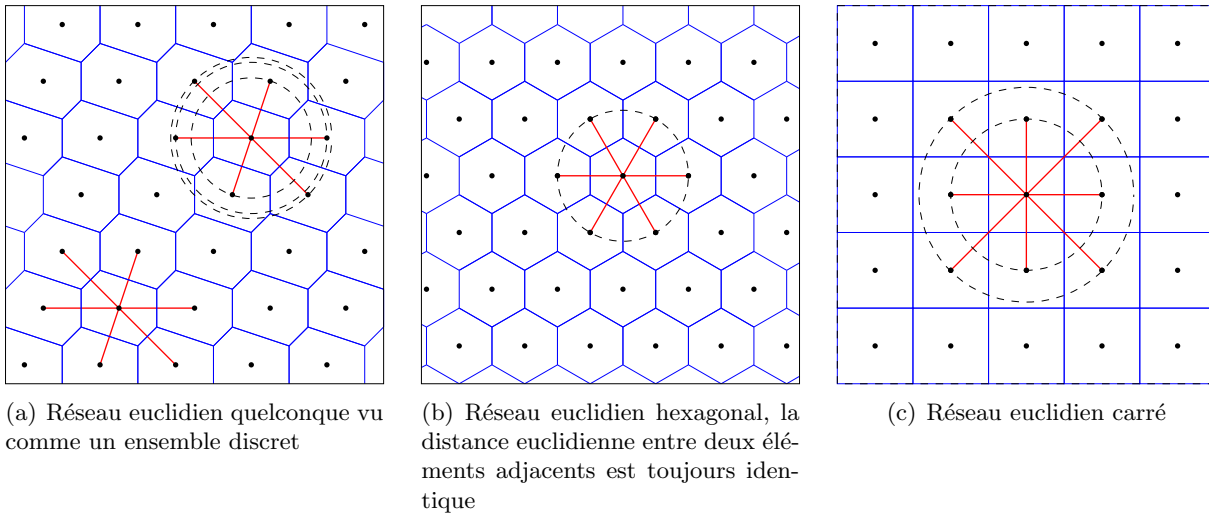 (a) Réseau euclidien quelconque vu
comme un ensemble discret
(b) Réseau euclidien hexagonal, la
distance euclidienne entre deux élé-
ments adjacents est toujours iden-
tique
(c) Réseau euclidien carré